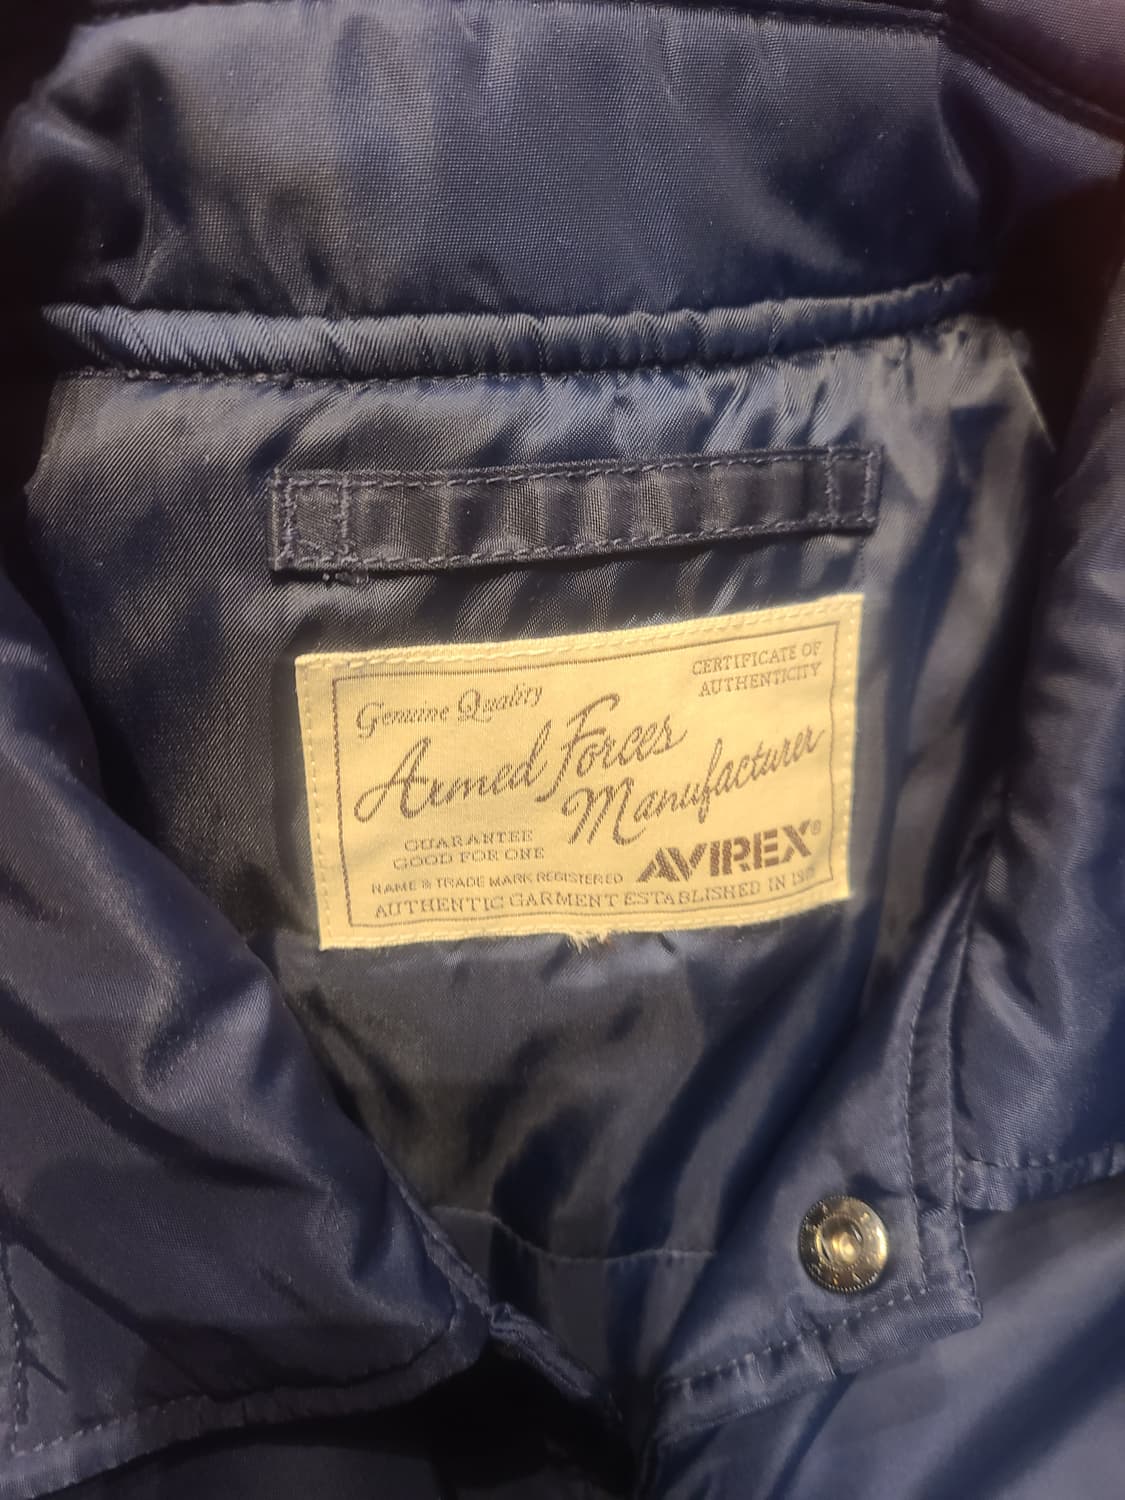 CERTIFICATE OF
AUTHENTICITY
Genuine Quality
Armed Forces
Manufacturer
GUARANTEE
GOOD FOR ONE
AVIREX®
NAME & TRADE MARK REGISTERED
AUTHENTIC GARMENT ESTABLISHED IN